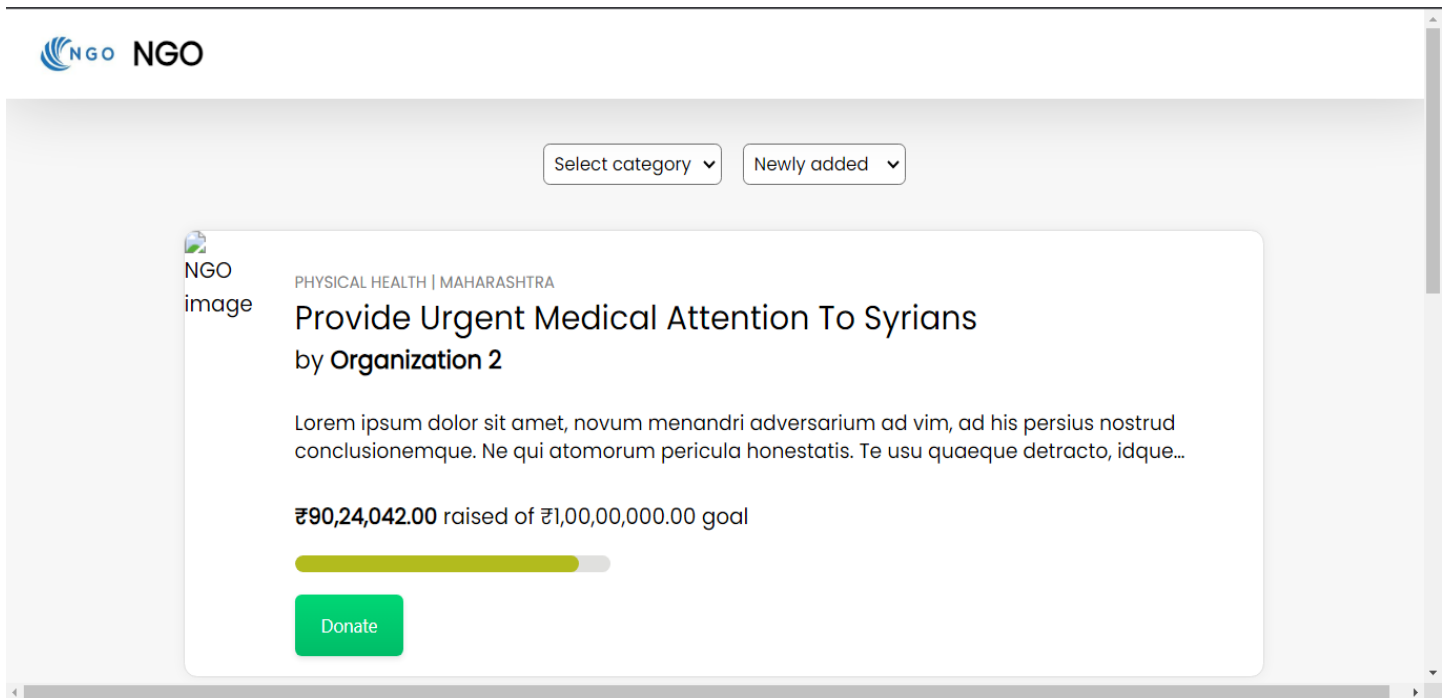 NGO NGO
Select category Newly added
NGO
image
PHYSICAL HEALTH | MAHARASHTRA
Provide Urgent Medical Attention To Syrians
by Organization 2
Lorem ipsum dolor sit amet, novum menandri adversarium ad vim, ad his persius nostrud
conclusionemque. Ne qui atomorum pericula honestatis. Te usu quaeque detracto, idque...
₹90,24,042.00 raised of ₹1,00,00,000.00 goal
Donate